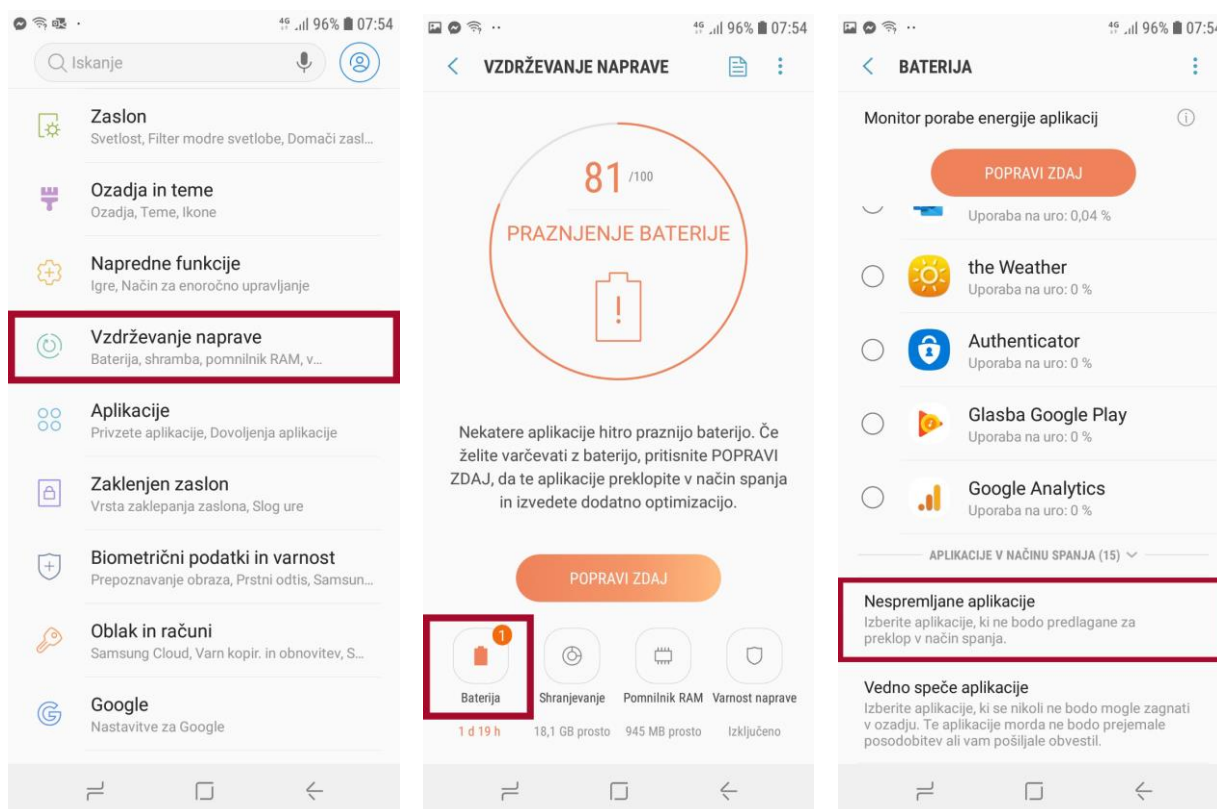 4G 96% 07:54
Iskanje
Zaslon
Svetlost, Filter modre svetlobe, Domači zasl...
Ozadja in teme
Ozadja, Teme, Ikone
Napredne funkcije
Igre, Način za enoročno upravljanje
Vzdrževanje naprave
Baterija, shramba, pomnilnik RAM, v...
Aplikacije
Privzete aplikacije, Dovoljenja aplikacije
Zaklenjen zaslon
Vrsta zaklepanja zaslona, Slog ure
Biometrični podatki in varnost
Prepoznavanje obraza, Prstni odtis, Samsun...
Oblak in računi
Samsung Cloud, Varn kopir. in obnovitev, S...
Google
Nastavitve za Google
4G 96% 07:54
VZDRŽEVANJE NAPRAVE
81 /100
PRAZNJENJE BATERIJE
!
Nekatere aplikacije hitro praznijo baterijo. Če
želite varčevati z baterijo, pritisnite POPRAVI
ZDAJ, da te aplikacije preklopite v način spanja
in izvedete dodatno optimizacijo.
POPRAVI ZDAJ
1
Baterija Shranjevanje Pomnilnik RAM Varnost naprave
1 d 19 h 18,1 GB prosto 945 MB prosto Izključeno
4G 96% 07:54
BATERIJA
Monitor porabe energije aplikacij
POPRAVI ZDAJ
Uporaba na uro: 0,04 %
the Weather
Uporaba na uro: 0 %
Authenticator
Uporaba na uro: 0 %
Glasba Google Play
Uporaba na uro: 0 %
Google Analytics
Uporaba na uro: 0 %
APLIKACIJE V NAČINU SPANJA (15)
Nespremljane aplikacije
Izberite aplikacije, ki ne bodo predlagane za
preklop v način spanja.
Vedno speče aplikacije
Izberite aplikacije, ki se nikoli ne bodo mogle zagnati
v ozadju. Te aplikacije morda ne bodo prejemale
posodobitev ali vam pošiljale obvestil.